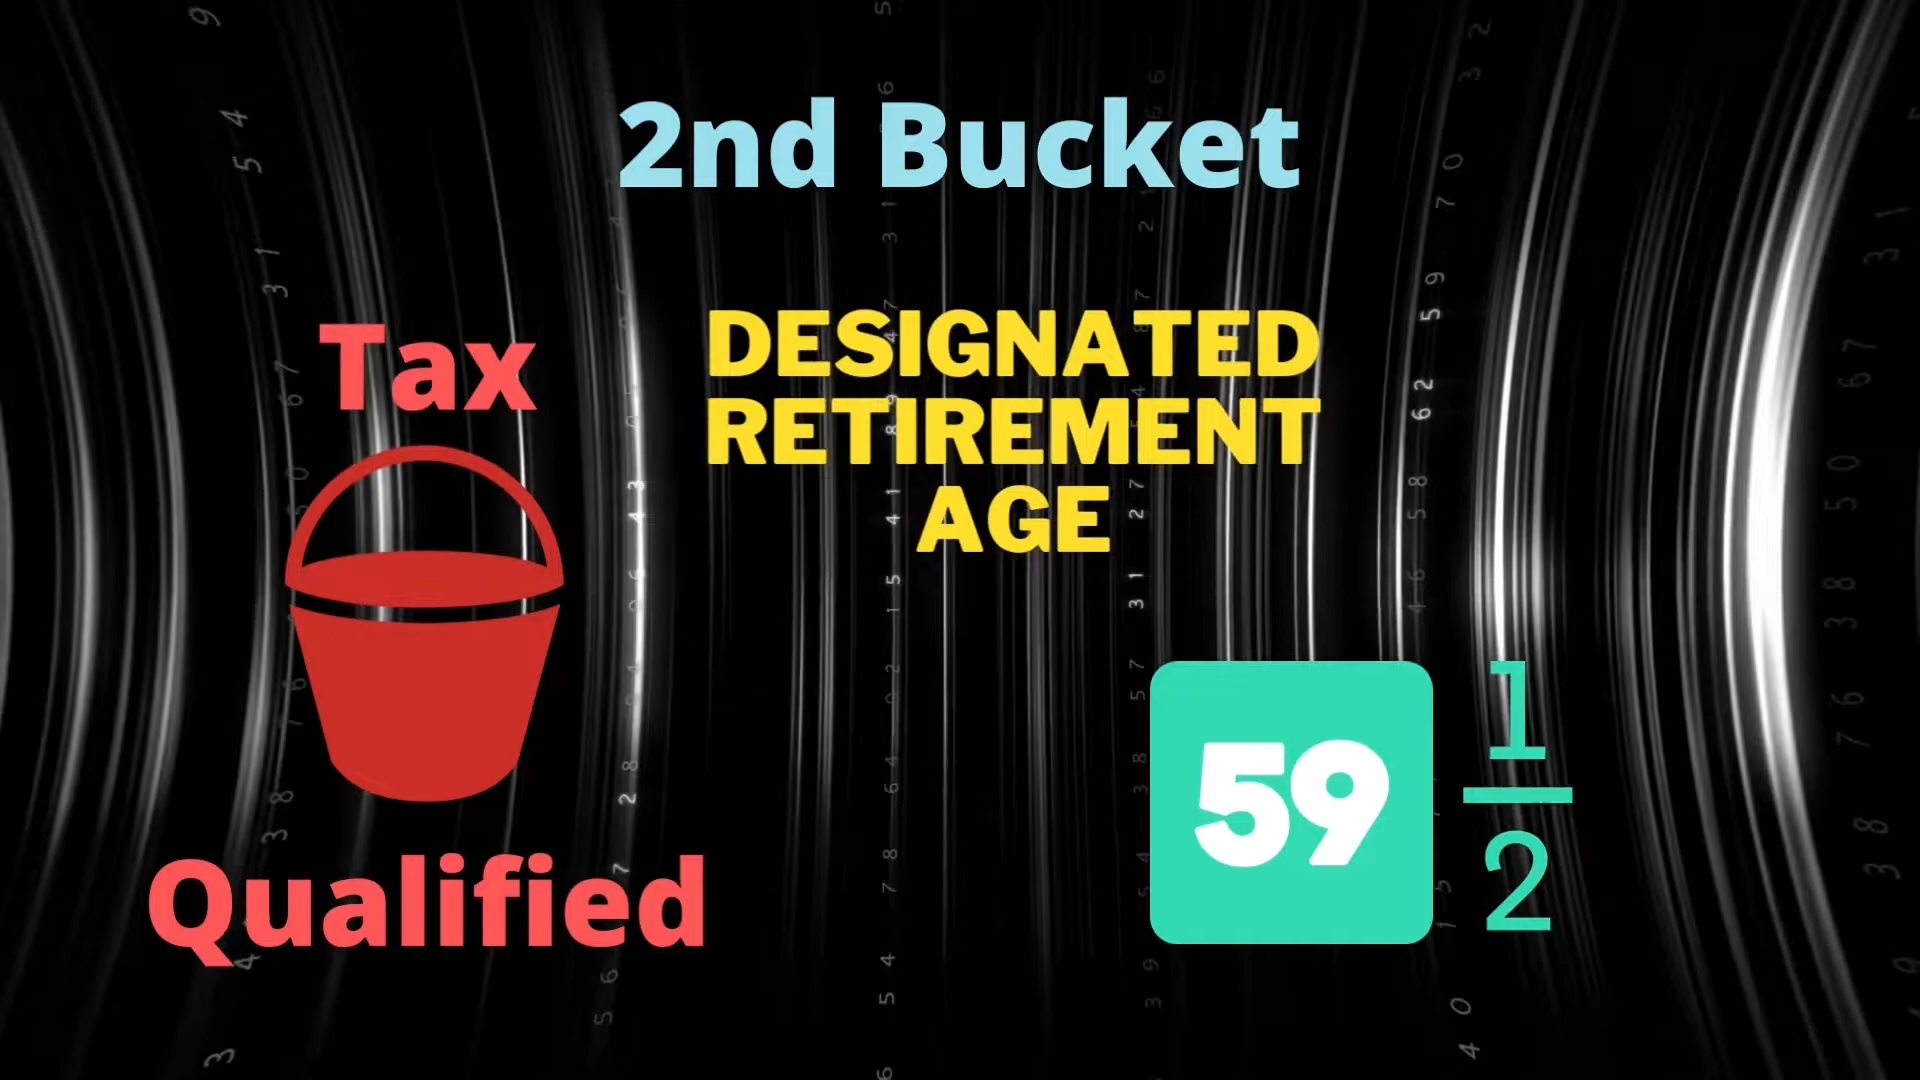 2nd Bucket
Tax
Qualified
DESIGNATED
RETIREMENT
AGE
59 1/2